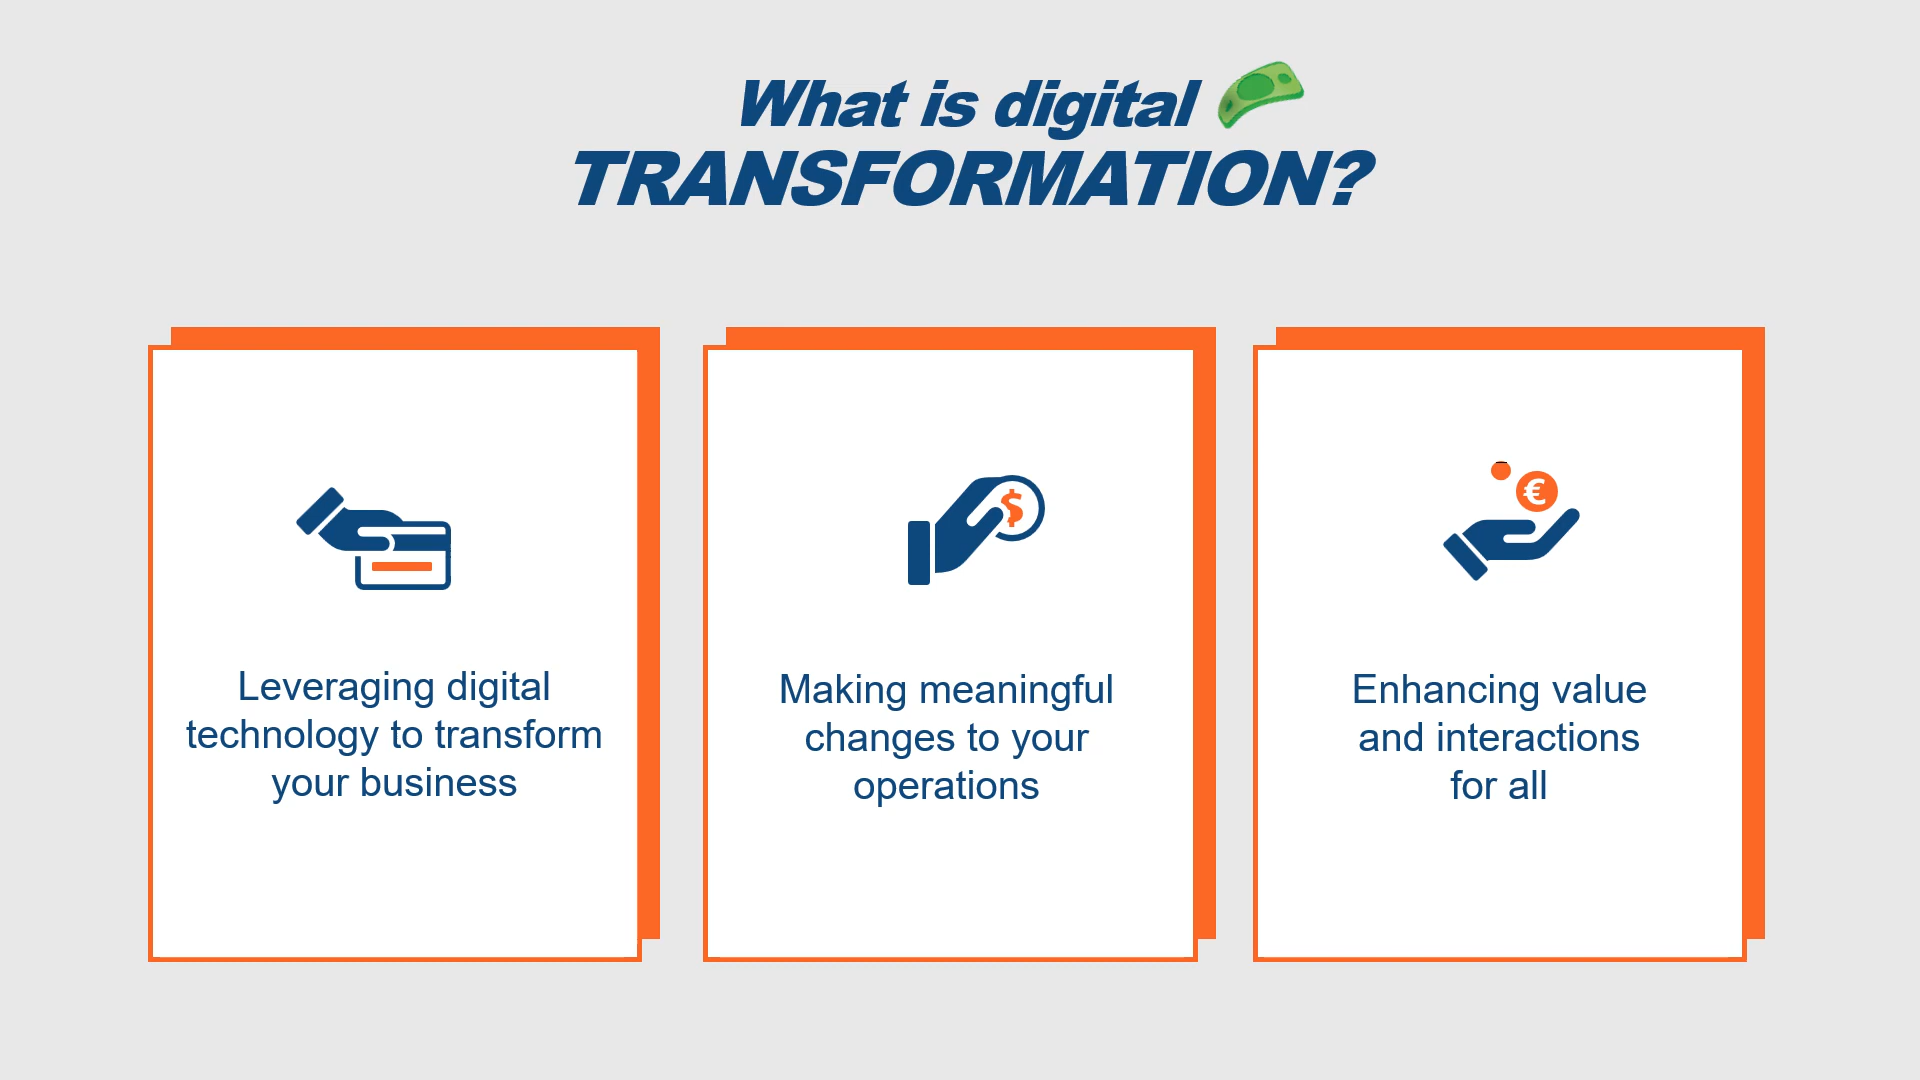 What is digital
TRANSFORMATION?
$
€
Leveraging digital
technology to transform
your business
Making meaningful
changes to your
operations
Enhancing value
and interactions
for all